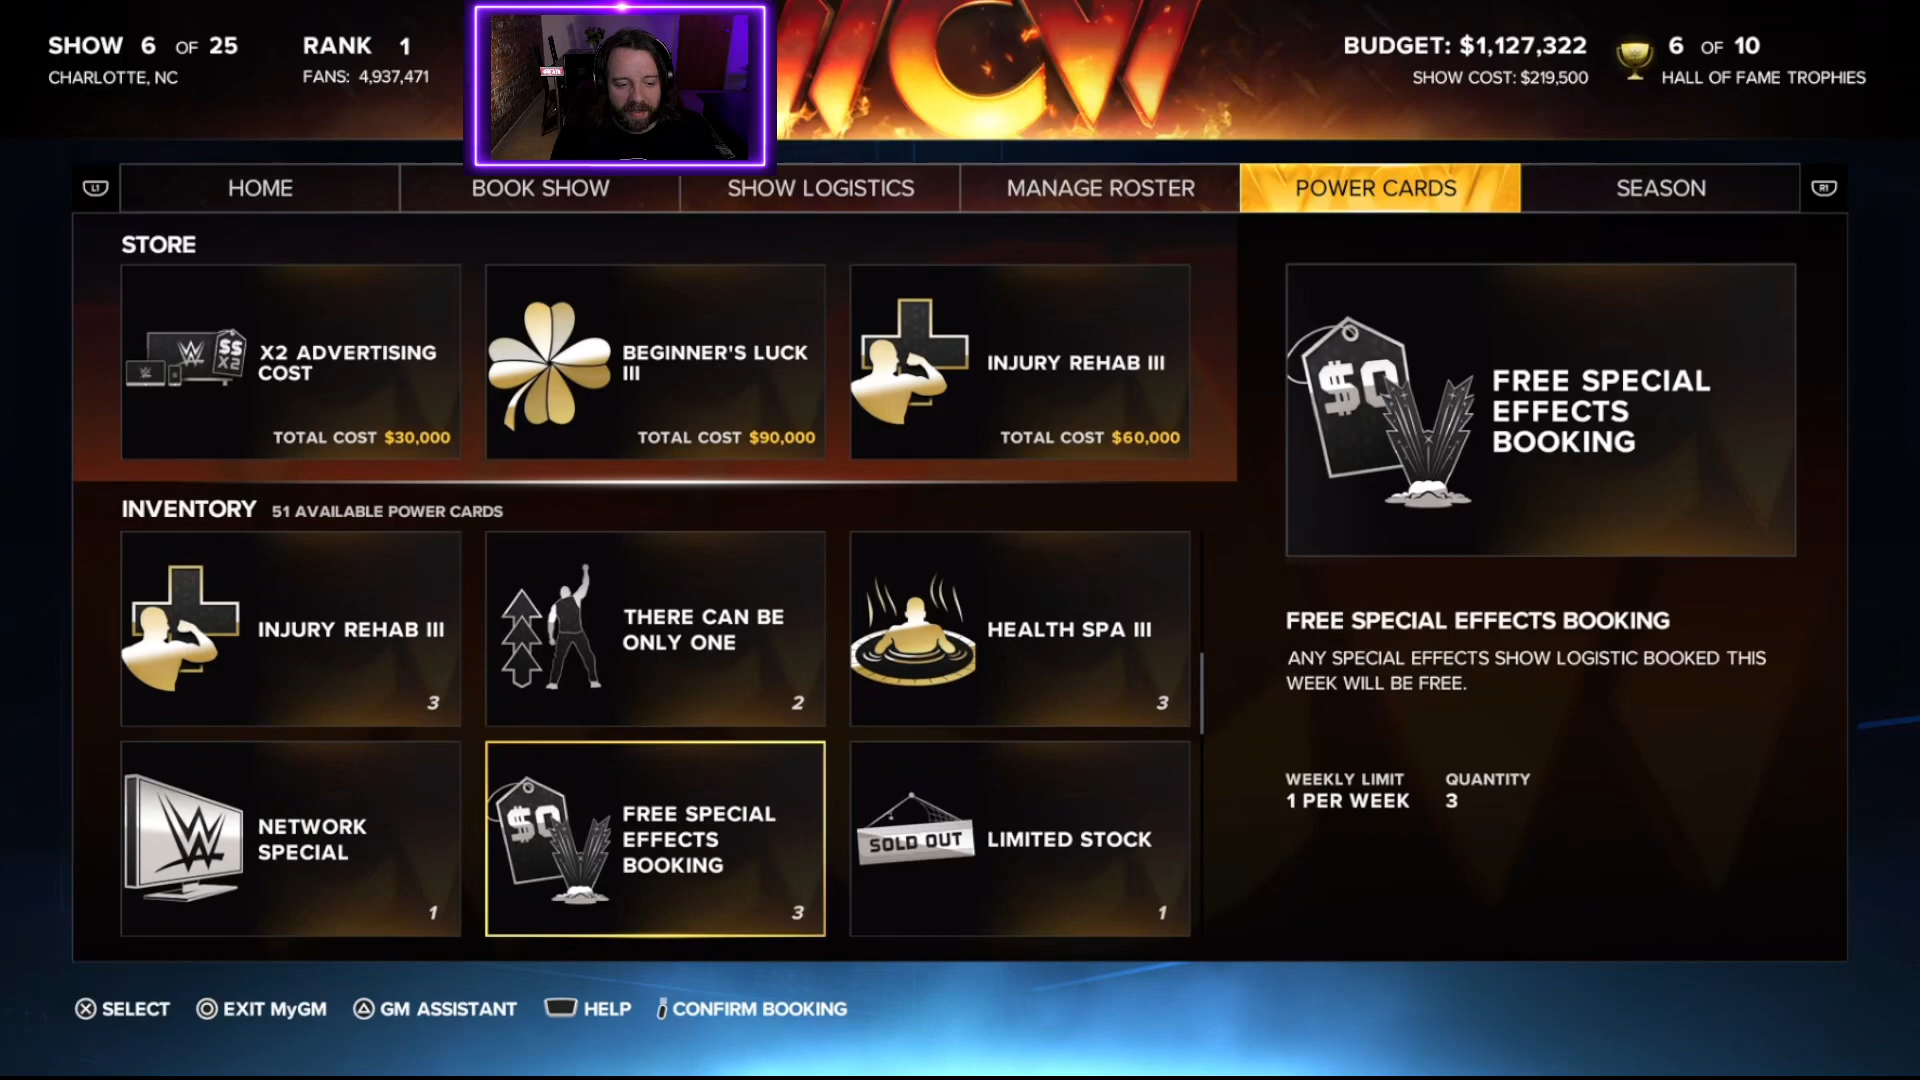 SHOW 6 OF 25
CHARLOTTE, NC
RANK 1
FANS: 4,937,471
WCW
BUDGET: $1,127,322
SHOW COST: $219,500
6 OF 10
HALL OF FAME TROPHIES
L1
HOME
BOOK SHOW
SHOW LOGISTICS
MANAGE ROSTER
POWER CARDS
SEASON
R1
STORE
$$
X2
X2 ADVERTISING
COST
TOTAL COST $30,000
BEGINNER'S LUCK
III
TOTAL COST $90,000
INJURY REHAB III
TOTAL COST $60,000
INVENTORY 51 AVAILABLE POWER CARDS
INJURY REHAB III
3
THERE CAN BE
ONLY ONE
2
HEALTH SPA III
3
NETWORK
SPECIAL
1
$0
FREE SPECIAL
EFFECTS
BOOKING
3
SOLD OUT
LIMITED STOCK
1
$0
FREE SPECIAL
EFFECTS
BOOKING
FREE SPECIAL EFFECTS BOOKING
ANY SPECIAL EFFECTS SHOW LOGISTIC BOOKED THIS
WEEK WILL BE FREE.
WEEKLY LIMIT
1 PER WEEK
QUANTITY
3
SELECT
EXIT MyGM
GM ASSISTANT
HELP
CONFIRM BOOKING